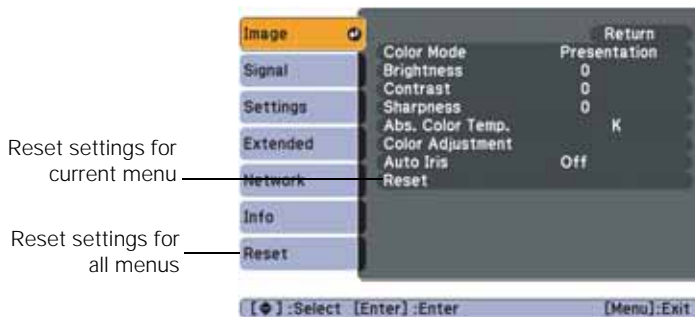 Image
Signal
Settings
Extended
Network
Info
Reset
Return
Color Mode Presentation
Brightness 0
Contrast 0
Sharpness 0
Abs. Color Temp. K
Color Adjustment
Auto Iris Off
Reset
Reset settings for
current menu
Reset settings for
all menus
[◆]:Select [Enter]:Enter [Menu]:Exit